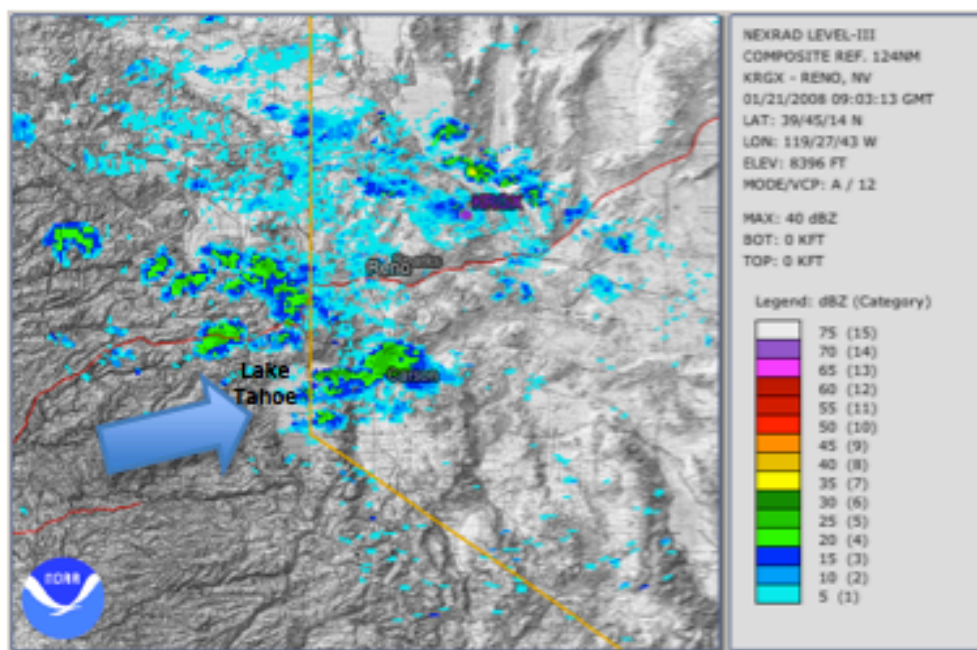 NEXRAD LEVEL-III
COMPOSITE REF. 124NM
KRGX - RENO, NV
01/21/2008 09:03:13 GMT
LAT: 39/45/14 N
LON: 119/27/43 W
ELEV: 8396 FT
MODE/VCP: A / 12
MAX: 40 dBZ
BOT: 0 KFT
TOP: 0 KFT
Legend: dBZ (Category)
75 (15)
70 (14)
65 (13)
60 (12)
55 (11)
50 (10)
45 (9)
40 (8)
35 (7)
30 (6)
25 (5)
20 (4)
15 (3)
10 (2)
5 (1)
Sparks
Reno
Carson
Lake
Tahoe
NOAA